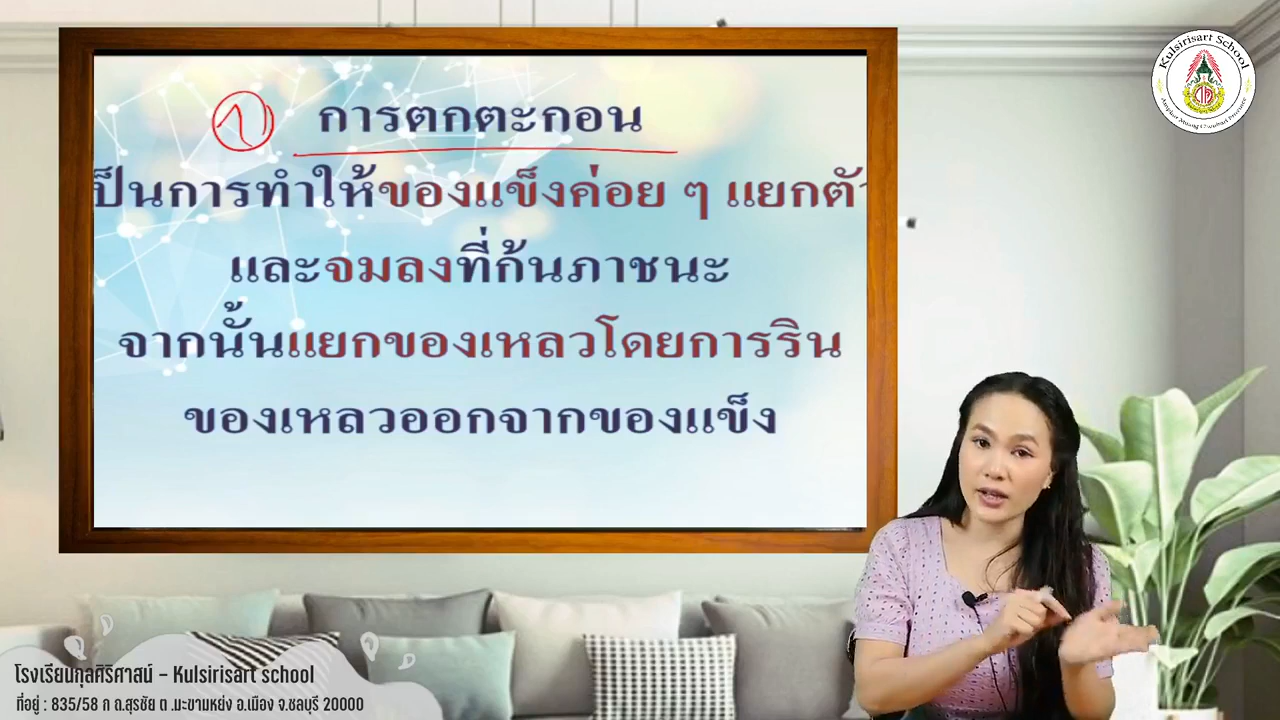 การตกตะกอน
ป็นการทำให้ของแข็งค่อย ๆ แยกตัว
และจมลงที่ก้นภาชนะ
จากนั้นแยกของเหลวโดยการริน
ของเหลวออกจากของแข็ง
Kulsirisart School
โรงเรียนกุลศิริศาสน์ - Kulsirisart school
ที่อยู่ : 835/58 ก ถ.สุรชัย ต .มะขามหย่ง อ.เมือง จ.ชลบุรี 20000